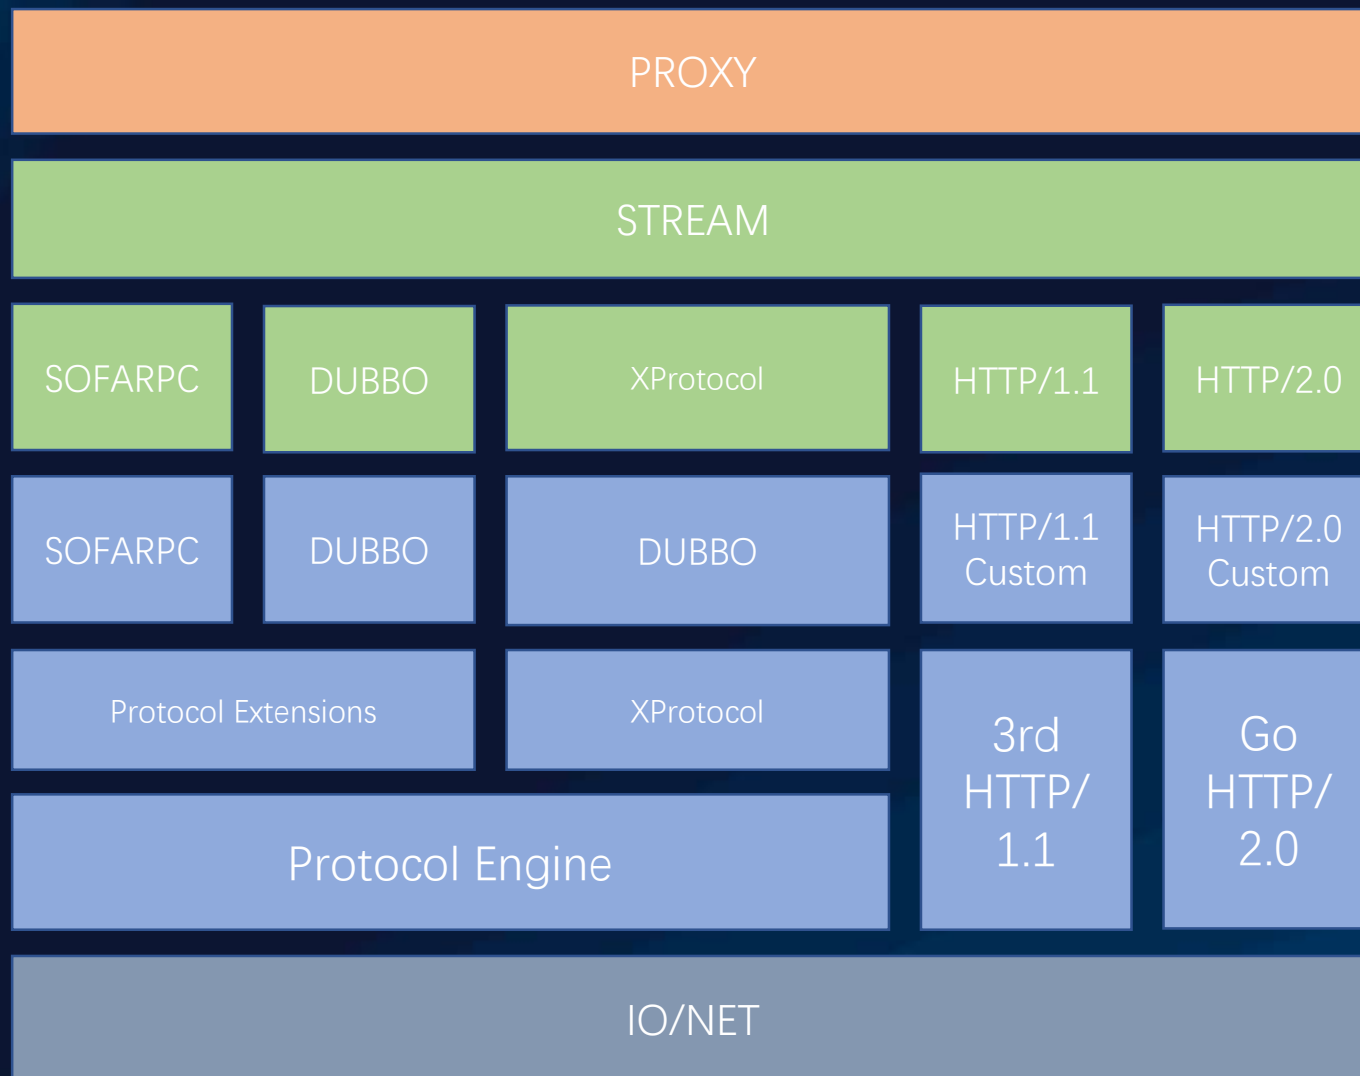 PROXY
STREAM
SOFARPC
DUBBO
XProtocol
HTTP/1.1
HTTP/2.0
SOFARPC
DUBBO
DUBBO
HTTP/1.1
Custom
HTTP/2.0
Custom
Protocol Extensions
XProtocol
3rd
HTTP/
1.1
Go
HTTP/
2.0
Protocol Engine
IO/NET